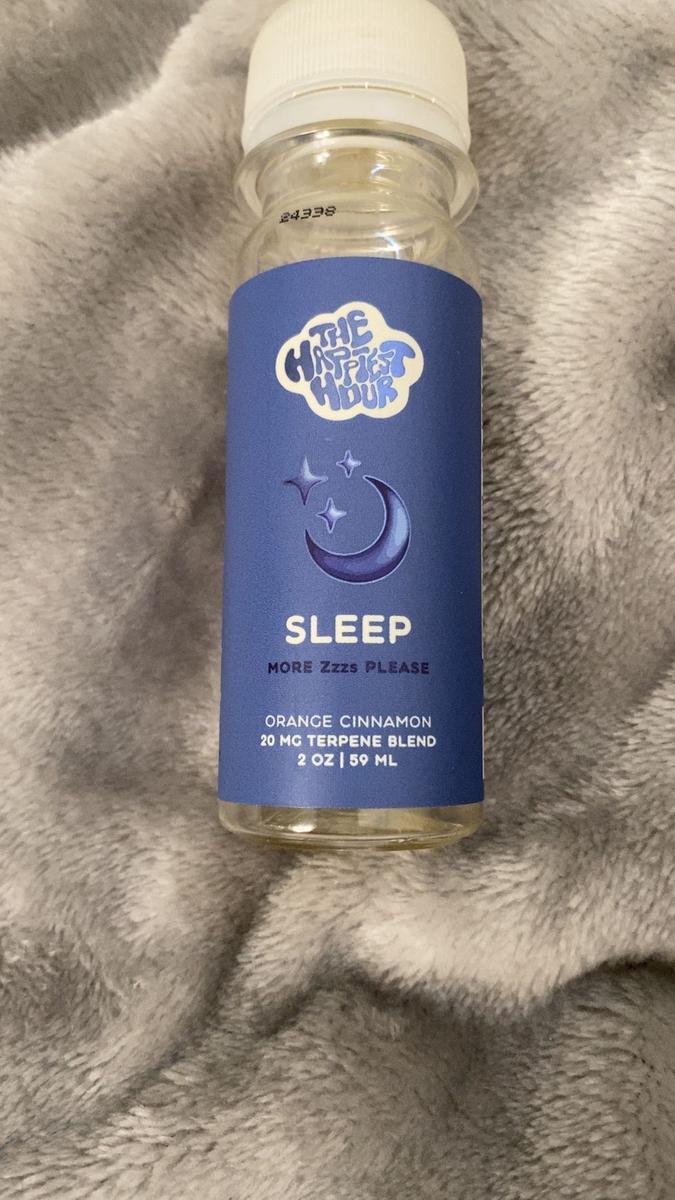 24338
THE
HAPPIEST
HOUR
SLEEP
MORE Zzzs PLEASE
ORANGE CINNAMON
20 MG TERPENE BLEND
2 OZ | 59 ML